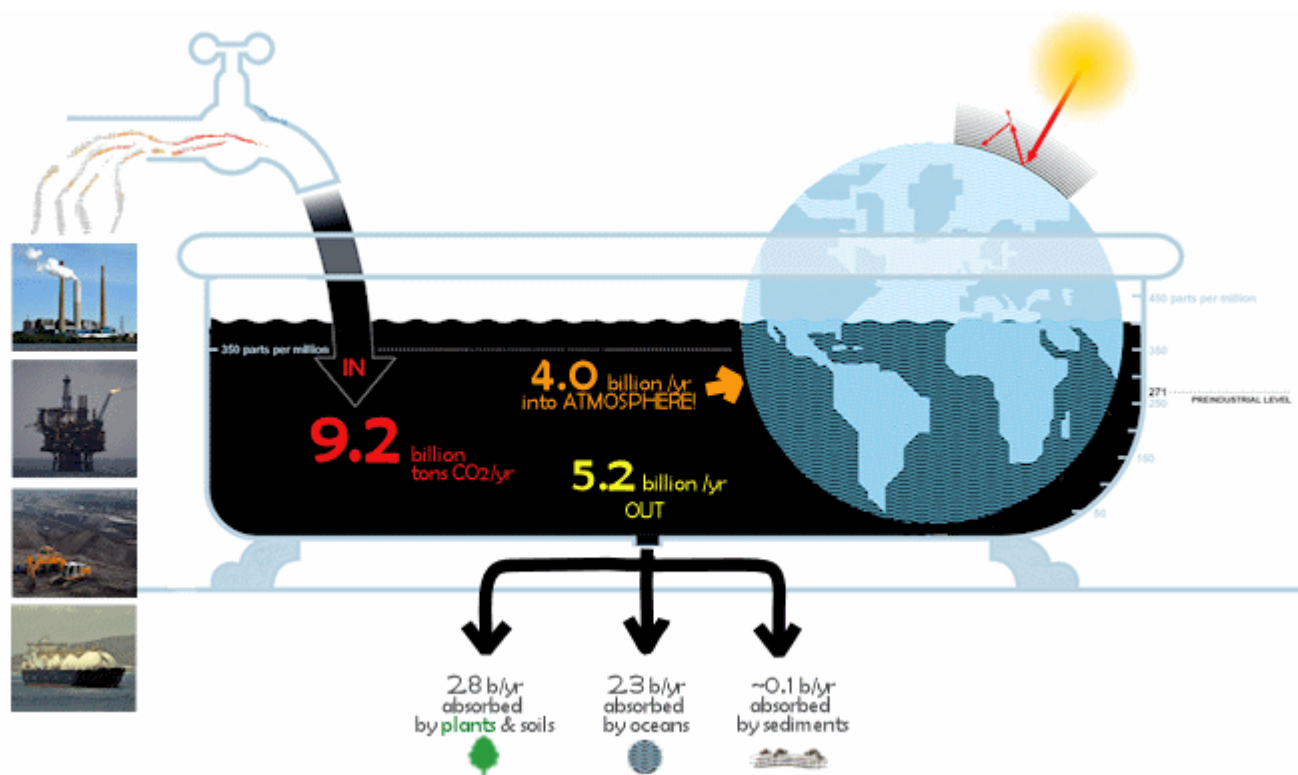 450 parts per million
350 parts per million
350
IN
4.0 billion /yr
into ATMOSPHERE!
271
PREINDUSTRIAL LEVEL
250
9.2 billion
tons CO2/yr
150
5.2 billion /yr
OUT
50
2.8 b/yr
absorbed
by plants & soils
2.3 b/yr
absorbed
by oceans
~0.1 b/yr
absorbed
by sediments